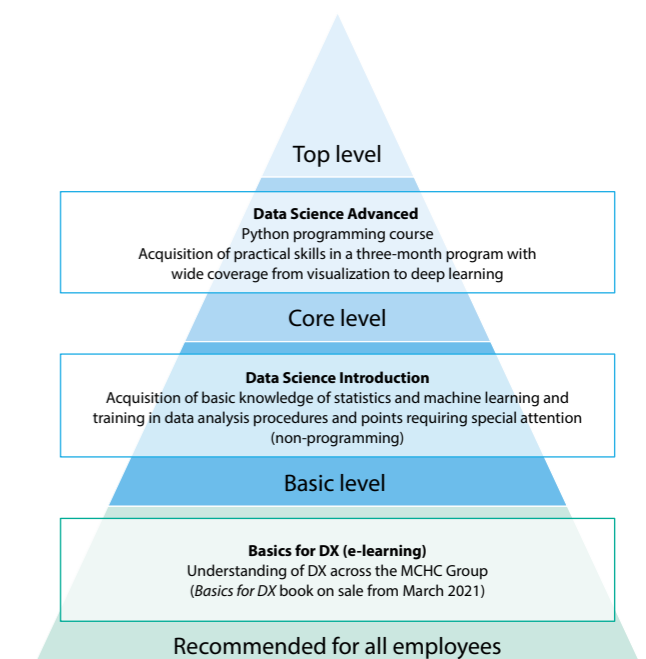 Top level
Data Science Advanced
Python programming course
Acquisition of practical skills in a three-month program with
wide coverage from visualization to deep learning
Core level
Data Science Introduction
Acquisition of basic knowledge of statistics and machine learning and
training in data analysis procedures and points requiring special attention
(non-programming)
Basic level
Basics for DX (e-learning)
Understanding of DX across the MCHC Group
(Basics for DX book on sale from March 2021)
Recommended for all employees